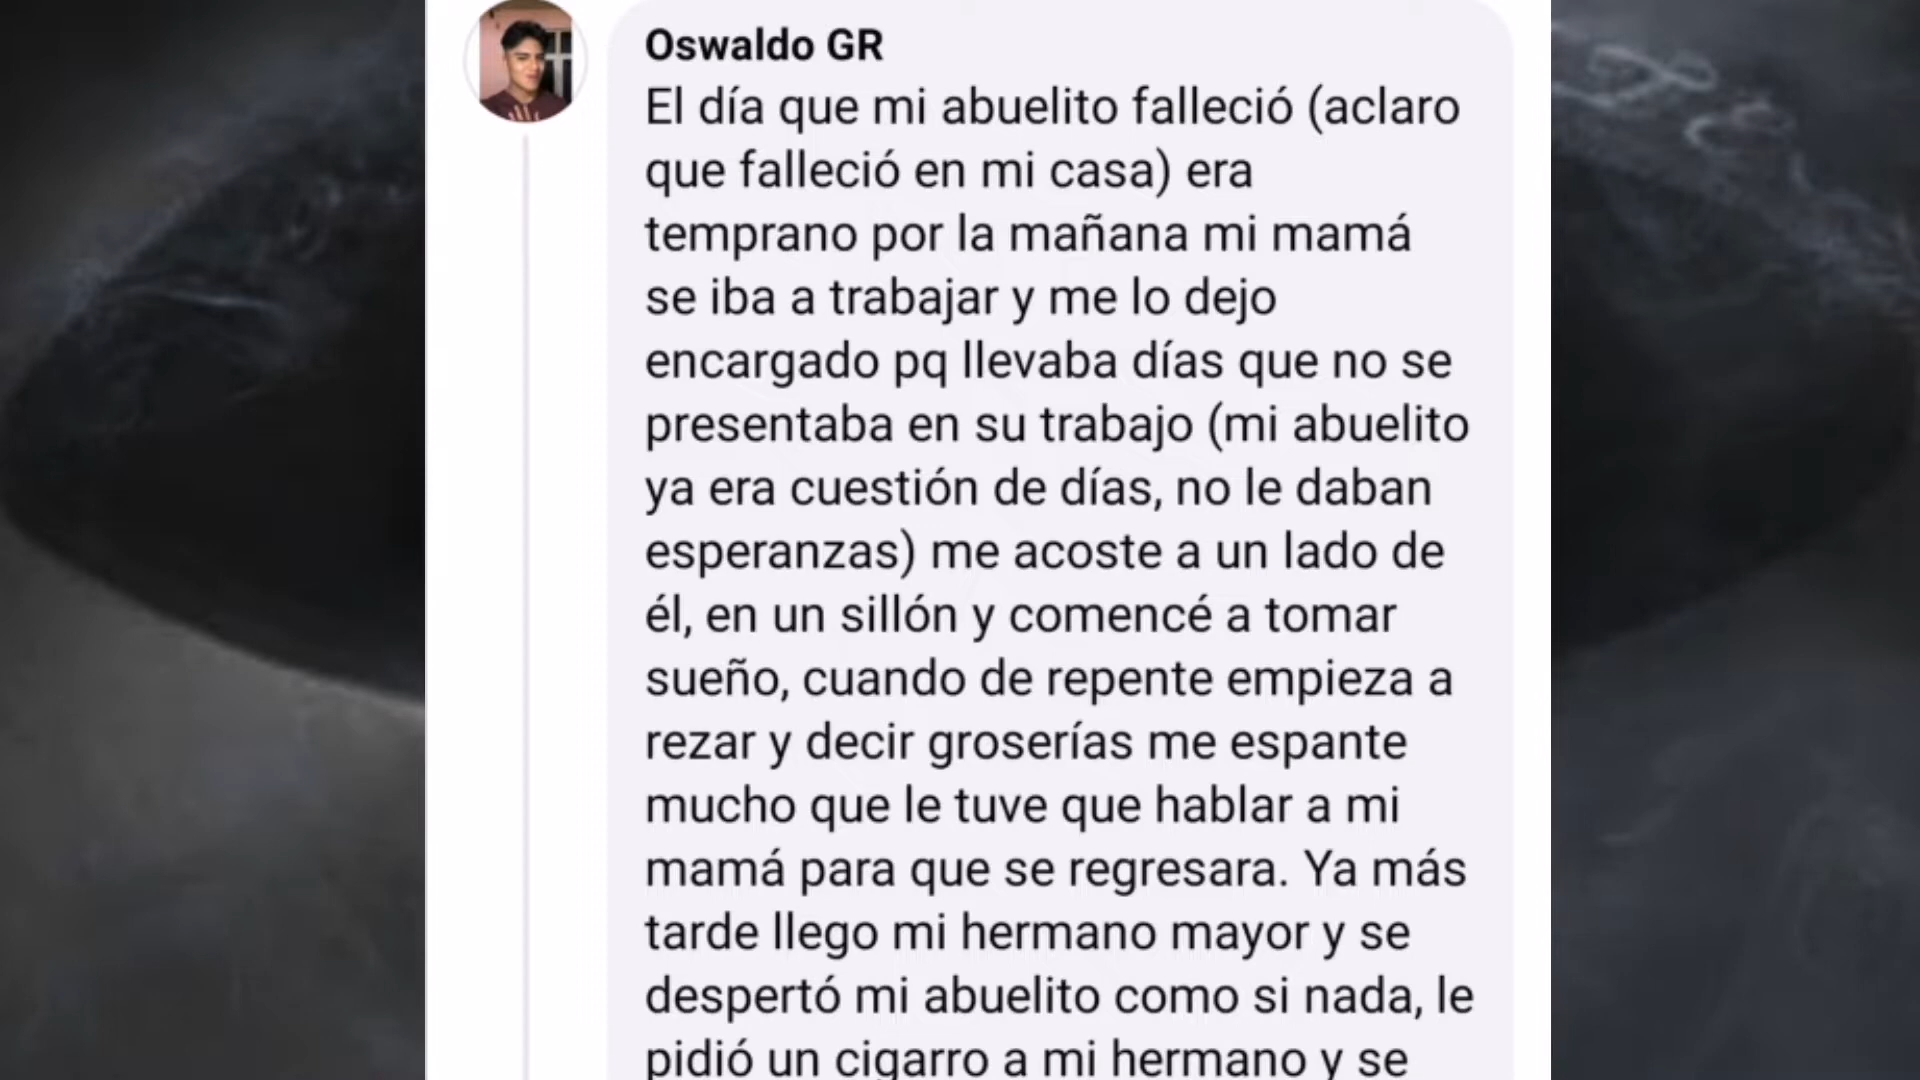 Oswaldo GR
El día que mi abuelito falleció (aclaro
que falleció en mi casa) era
temprano por la mañana mi mamá
se iba a trabajar y me lo dejo
encargado pq llevaba días que no se
presentaba en su trabajo (mi abuelito
ya era cuestión de días, no le daban
esperanzas) me acoste a un lado de
él, en un sillón y comencé a tomar
sueño, cuando de repente empieza a
rezar y decir groserías me espante
mucho que le tuve que hablar a mi
mamá para que se regresara. Ya más
tarde llego mi hermano mayor y se
despertó mi abuelito como si nada, le
pidió un cigarro a mi hermano y se